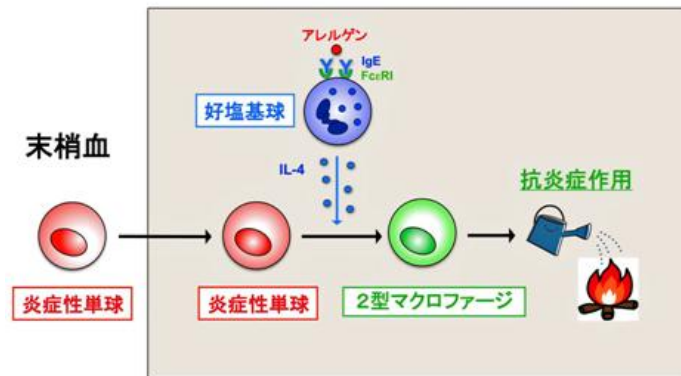 アレルゲン
IgE
FcεRI
好塩基球
末梢血
IL-4
抗炎症作用
炎症性単球
炎症性単球
2型マクロファージ